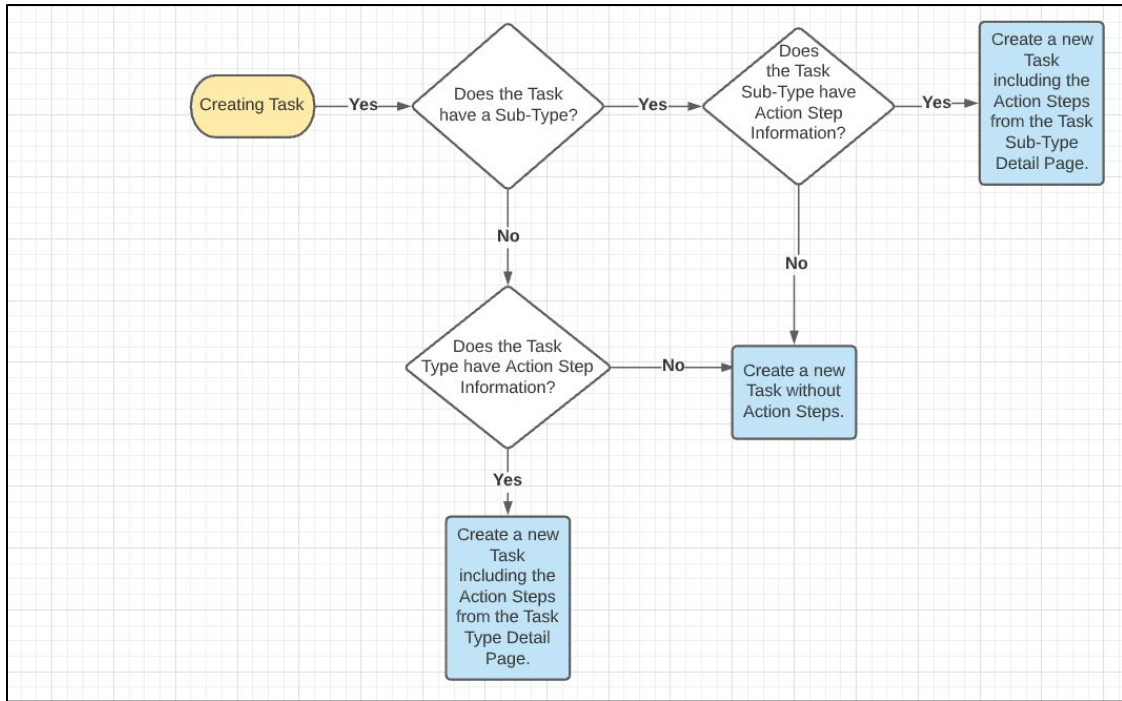 Creating Task
Yes
Does the Task
have a Sub-Type?
Yes
Does
the Task
Sub-Type have
Action Step
Information?
Yes
Create a new
Task
including the
Action Steps
from the Task
Sub-Type
Detail Page.
No
No
Does the Task
Type have Action Step
Information?
No
Create a new
Task without
Action Steps.
Yes
Create a new
Task
including the
Action Steps
from the Task
Type Detail
Page.